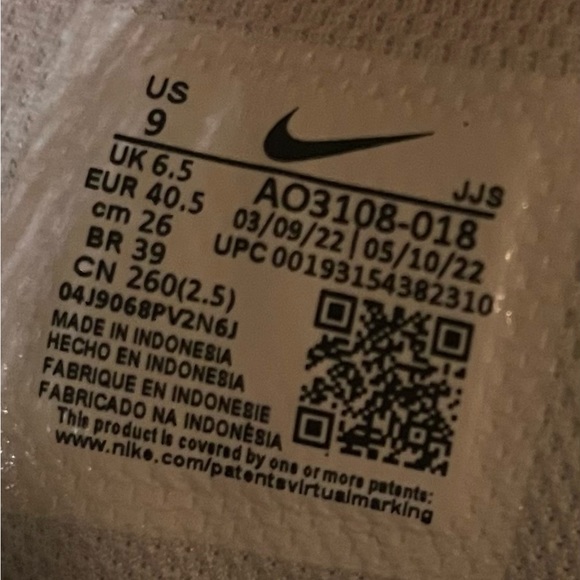 US
9
JJS
UK 6.5
AO3108-018
EUR 40.5
03/09/22 | 05/10/22
cm 26
UPC 00193154382310
BR 39
CN 260(2.5)
04J9068PV2N6J
MADE IN INDONESIA
HECHO EN INDONESIA
FABRIQUE EN INDONESIE
FABRICADO NA INDONÉSIA
This product is covered by one or more patents:
www.nike.com/patentsvirtualmarking